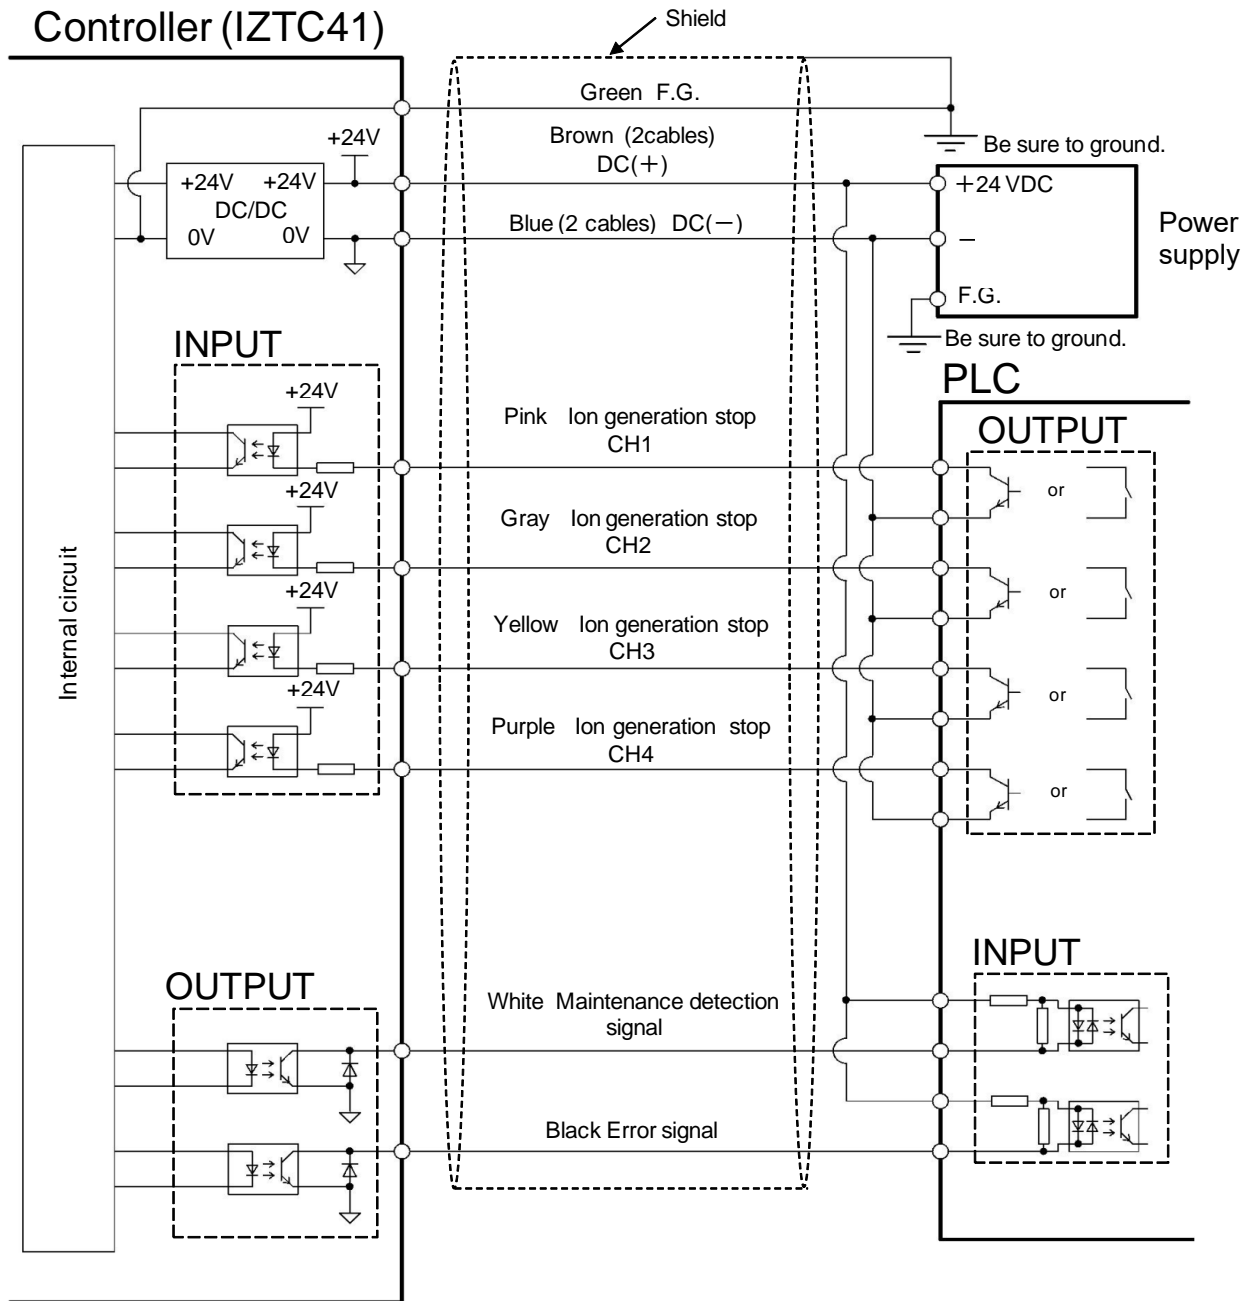 Controller (IZTC41)
Shield
Green F.G.
Be sure to ground.
Brown (2cables)
DC(+)
+24V
+24V +24V
DC/DC
0V 0V
Blue (2 cables) DC(−)
+24 VDC
−
F.G.
Power
supply
Be sure to ground.
INPUT
+24V
+24V
+24V
+24V
Internal circuit
Pink Ion generation stop
CH1
Gray Ion generation stop
CH2
Yellow Ion generation stop
CH3
Purple Ion generation stop
CH4
PLC
OUTPUT
or
or
or
or
OUTPUT
White Maintenance detection
signal
Black Error signal
INPUT